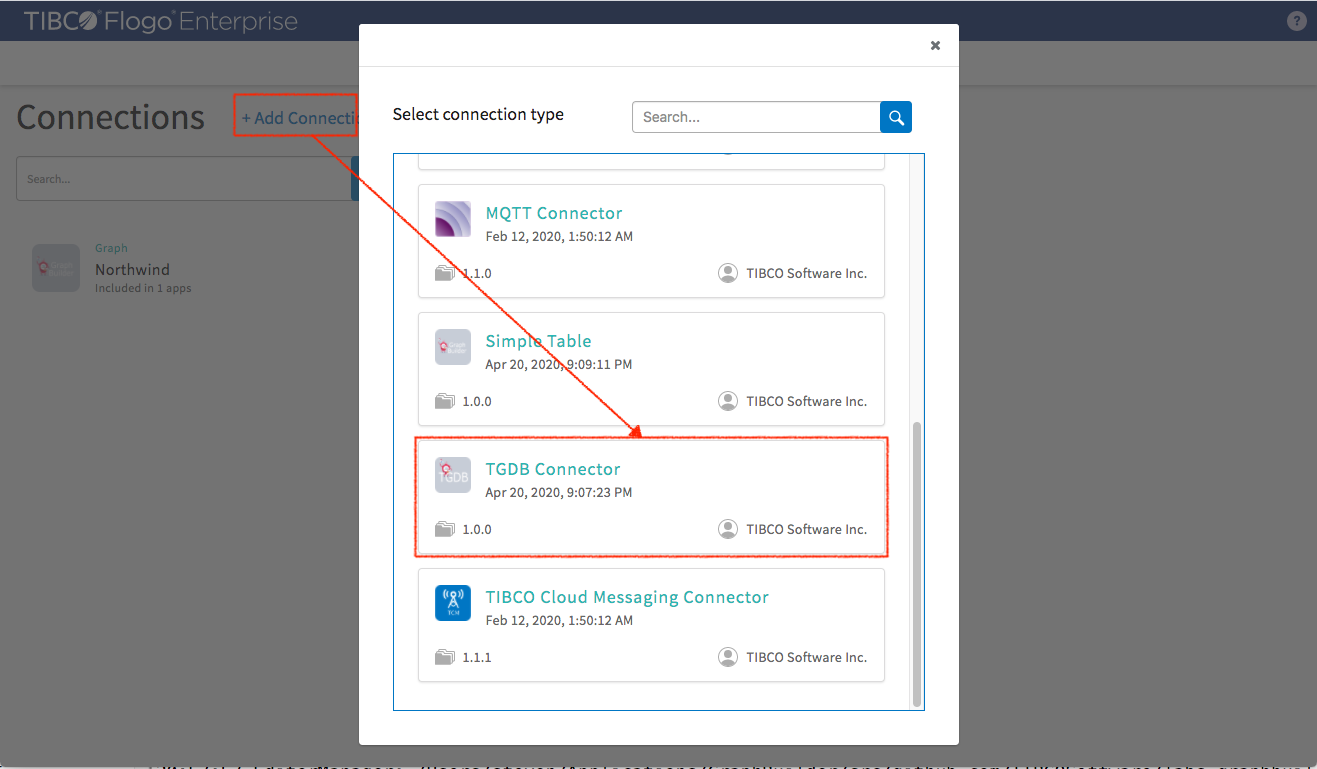 TIBCO® Flogo® Enterprise
?
Connections
+ Add Connecti
Search...
Graph
Northwind
Included in 1 apps
Select connection type
Search...
MQTT Connector
Feb 12, 2020, 1:50:12 AM
1.1.0
TIBCO Software Inc.
Simple Table
Apr 20, 2020, 9:09:11 PM
1.0.0
TIBCO Software Inc.
TGDB
TGDB Connector
Apr 20, 2020, 9:07:23 PM
1.0.0
TIBCO Software Inc.
TCM
TIBCO Cloud Messaging Connector
Feb 12, 2020, 1:50:12 AM
1.1.1
TIBCO Software Inc.